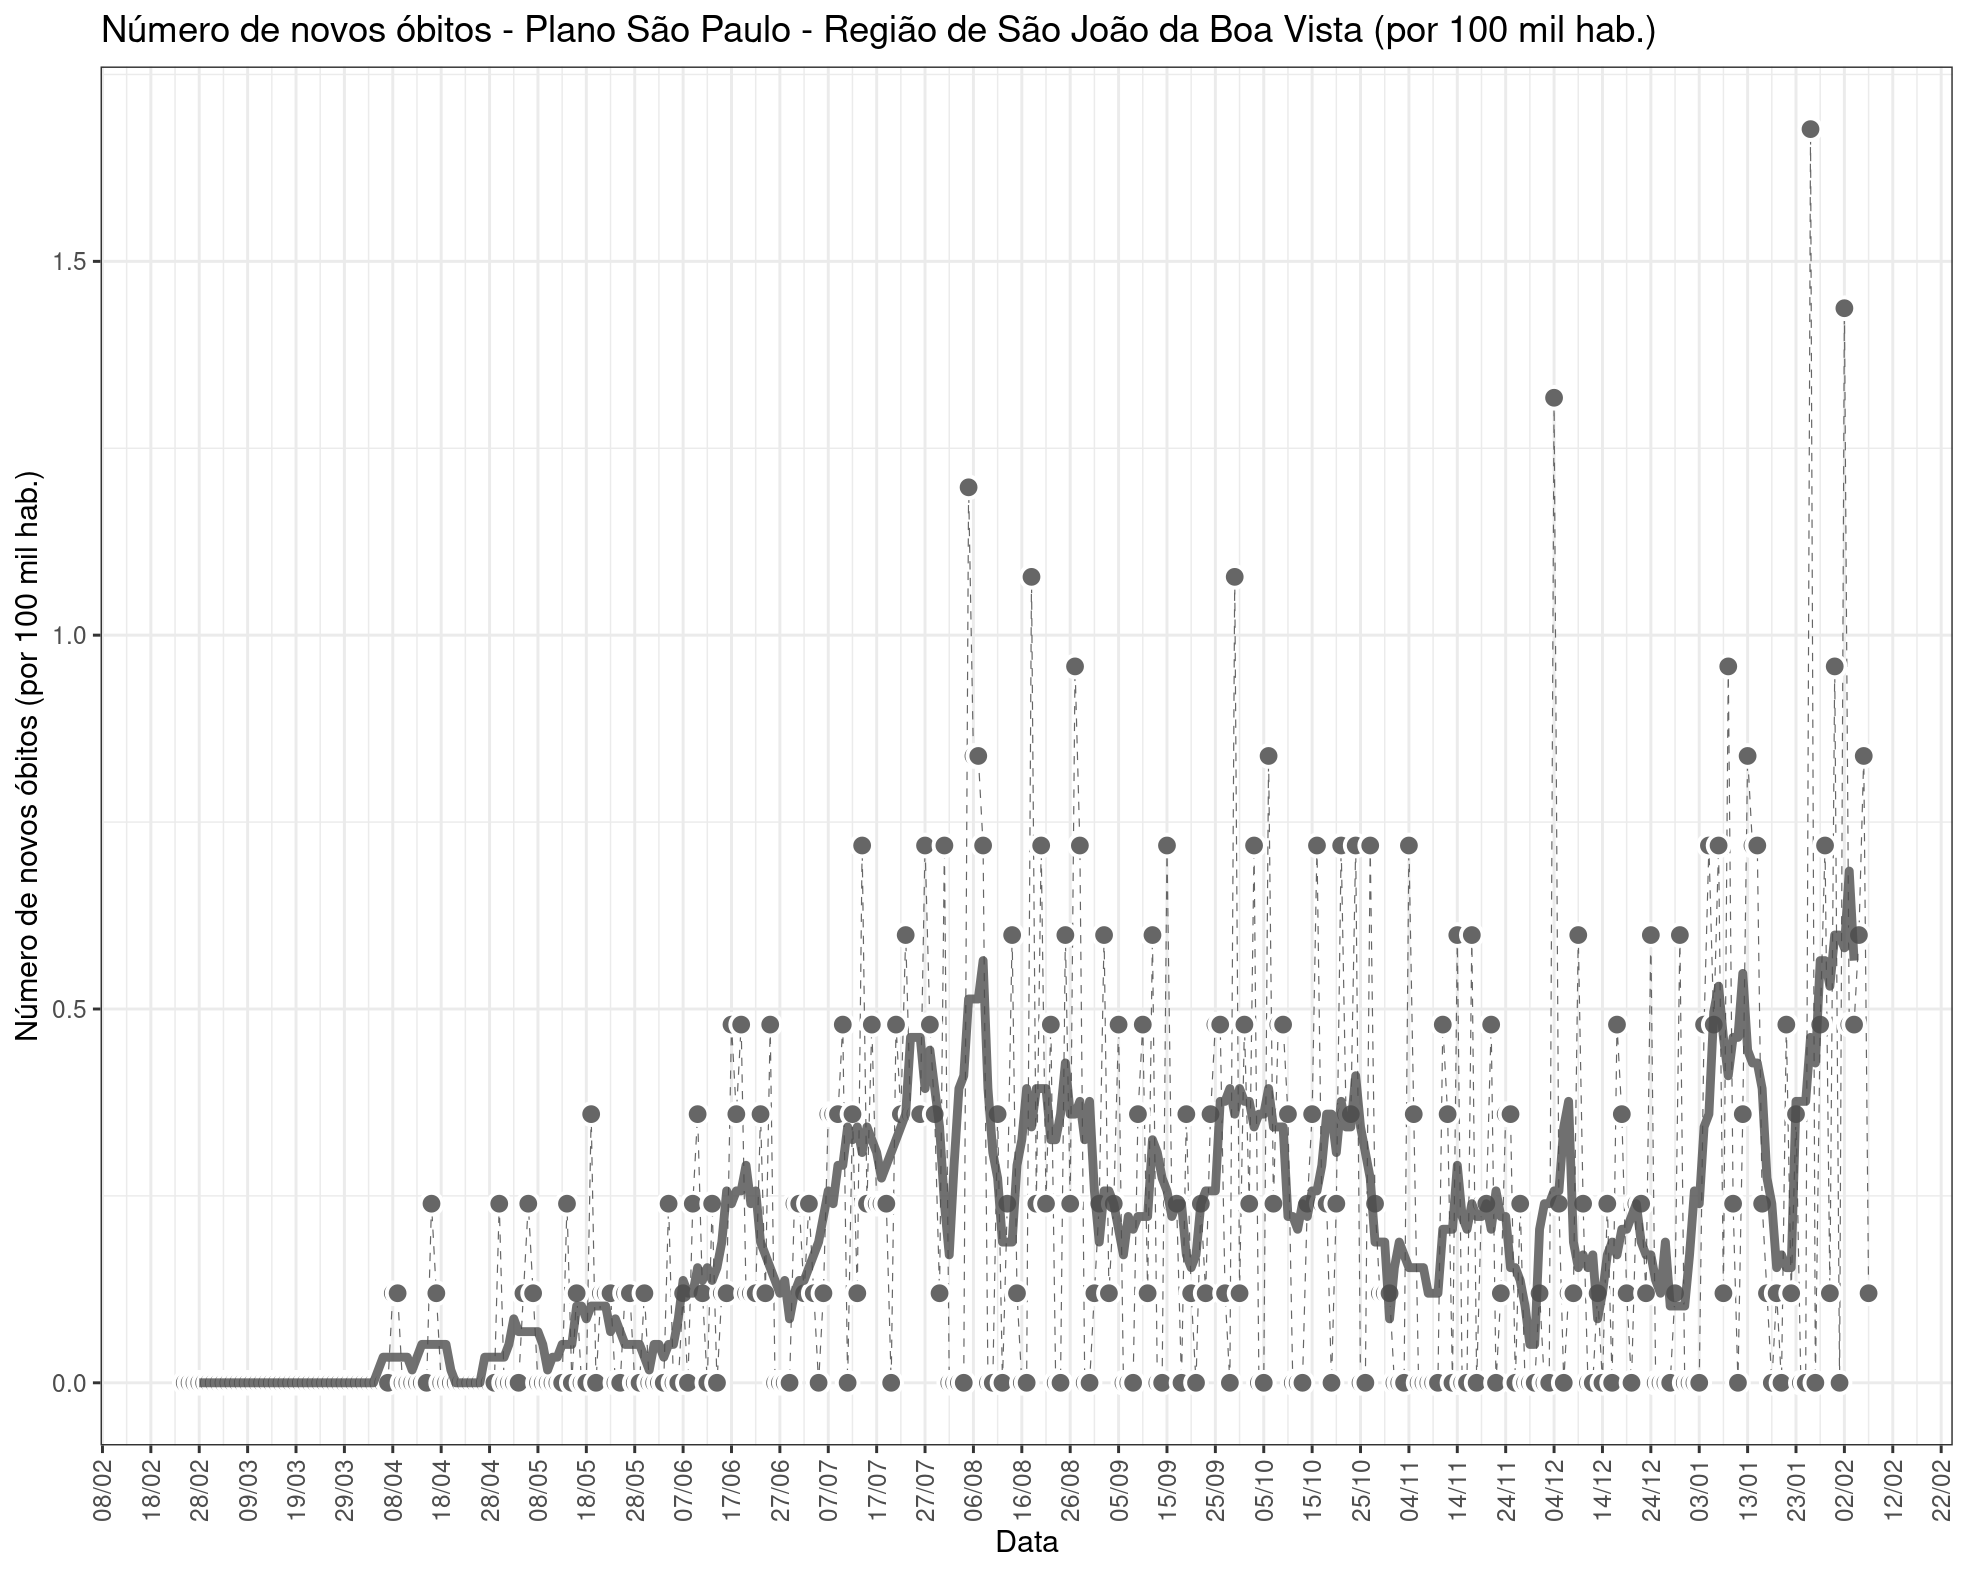 Número de novos óbitos - Plano São Paulo - Região de São João da Boa Vista (por 100 mil hab.)
Número de novos óbitos (por 100 mil hab.)
1.5
1.0
0.5
0.0
08/02 18/02 28/02 09/03 19/03 29/03 08/04 18/04 28/04 08/05 18/05 28/05 07/06 17/06 27/06 07/07 17/07 27/07 06/08 16/08 26/08 05/09 15/09 25/09 05/10 15/10 25/10 04/11 14/11 24/11 04/12 14/12 24/12 03/01 13/01 23/01 02/02 12/02 22/02
Data